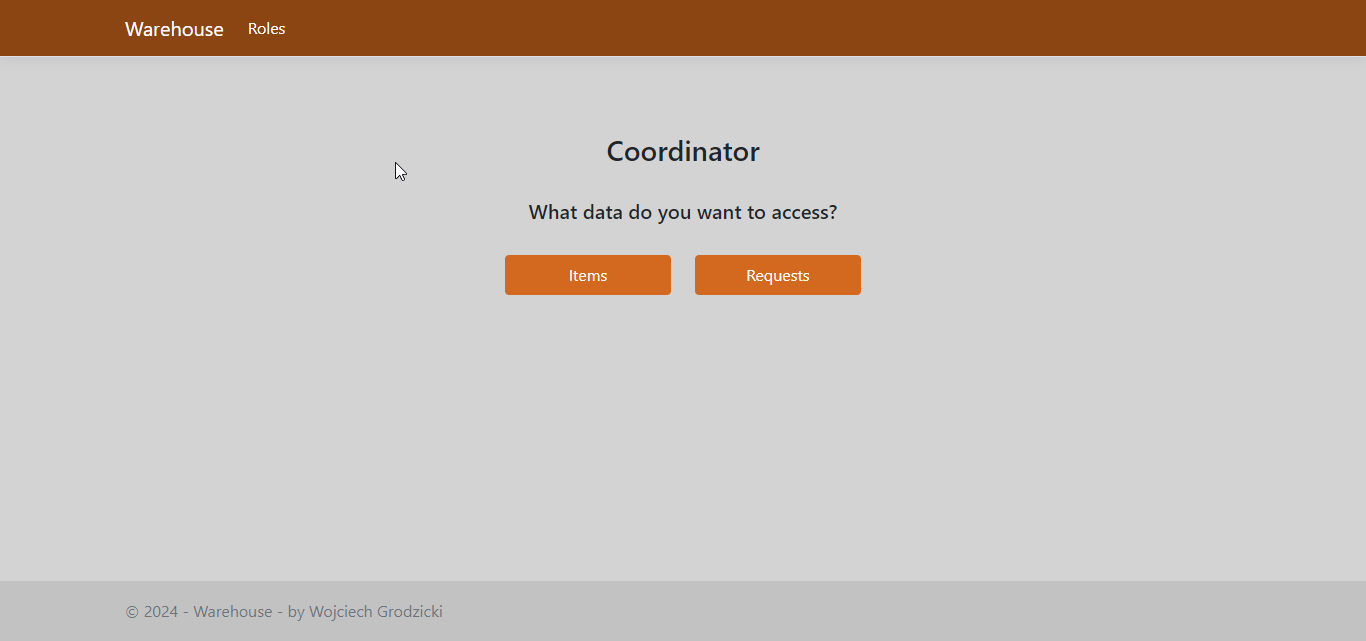 Warehouse Roles
Coordinator
What data do you want to access?
Items Requests
© 2024 - Warehouse - by Wojciech Grodzicki